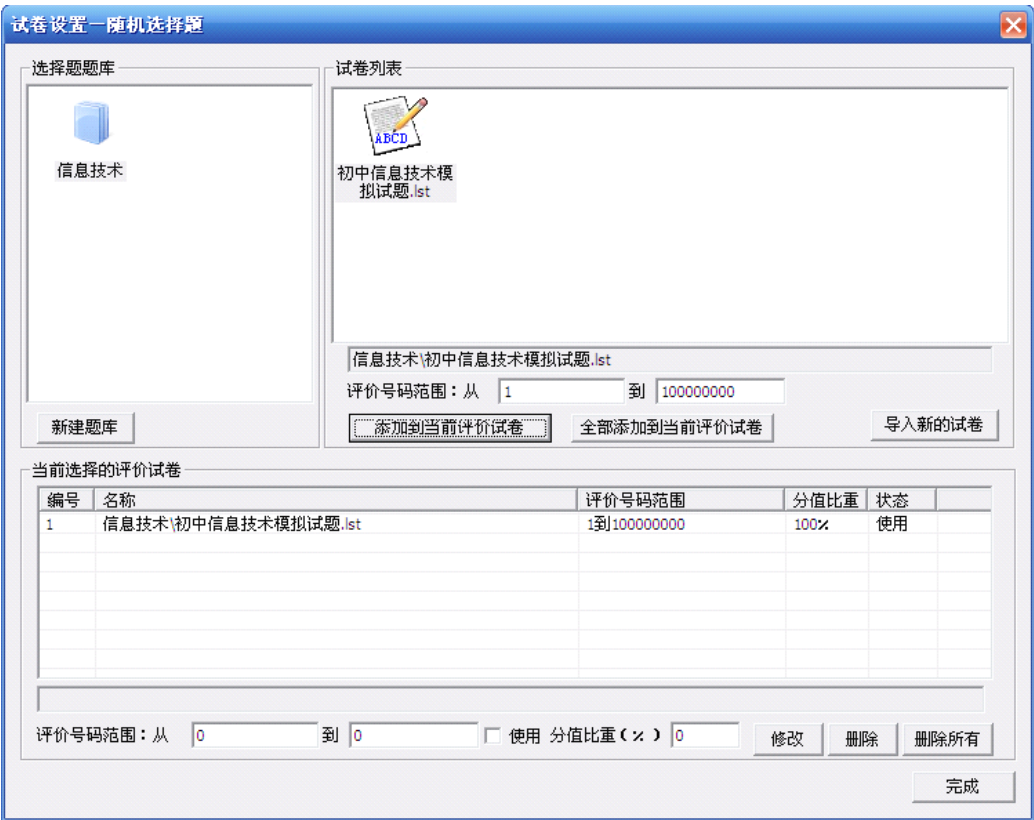 试卷设置—随机选择题
选择题题库
信息技术
新建题库
试卷列表
ABCD
初中信息技术模
拟试题.lst
信息技术\初中信息技术模拟试题.lst
评价号码范围：从 1 到 100000000
添加到当前评价试卷 全部添加到当前评价试卷 导入新的试卷
当前选择的评价试卷
编号 名称 评价号码范围 分值比重 状态
1 信息技术\初中信息技术模拟试题.lst 1到100000000 100% 使用
评价号码范围：从 0 到 0 使用 分值比重(%) 0 修改 删除 删除所有
完成